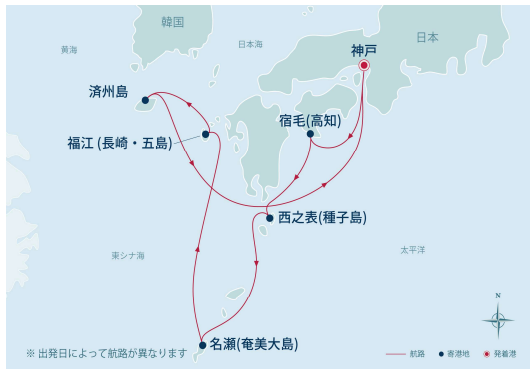 韓国
黄海
日本海
神戸
日本
済州島
宿毛(高知)
福江 (長崎・五島)
西之表(種子島)
東シナ海
太平洋
N
名瀬(奄美大島)
※ 出発日によって航路が異なります
航路
寄港地
発着港